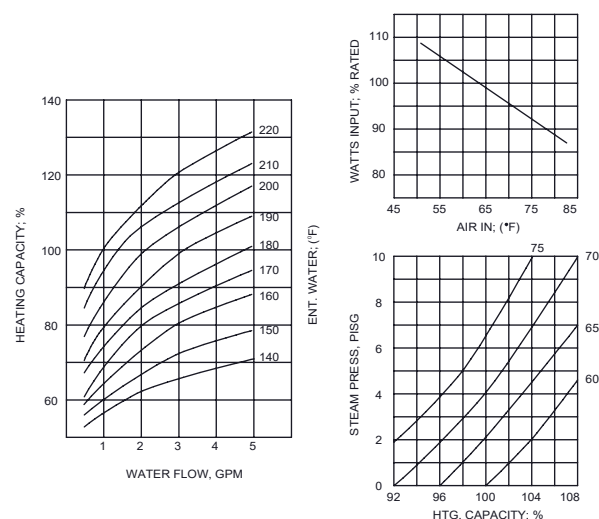 140
120
100
80
60
HEATING CAPACITY; %
220
210
200
190
180
170
160
150
140
ENT. WATER; (°F)
1 2 3 4 5
WATER FLOW, GPM
110
100
90
80
WATTS INPUT; % RATED
45 55 65 75 85
AIR IN; (°F)
75
70
65
60
10
8
6
4
2
0
STEAM PRESS, PISG
92 96 100 104 108
HTG. CAPACITY; %